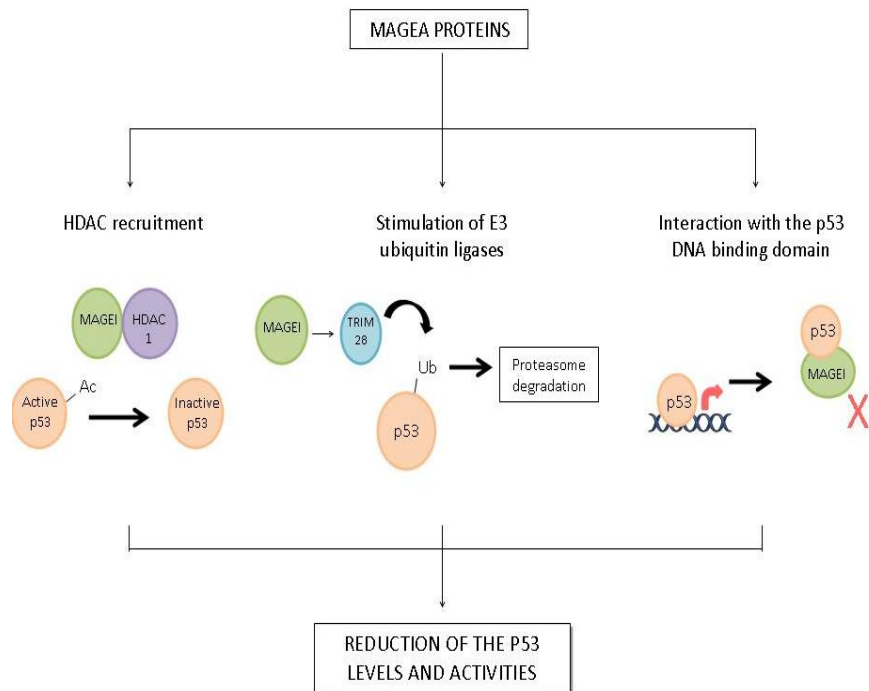 MAGEA PROTEINS
HDAC recruitment
Stimulation of E3
ubiquitin ligases
Interaction with the p53
DNA binding domain
MAGEI
HDAC
1
Ac
Active
p53
Inactive
p53
MAGEI
TRIM
28
Ub
p53
Proteasome
degradation
p53
p53
MAGEI
X
REDUCTION OF THE P53
LEVELS AND ACTIVITIES